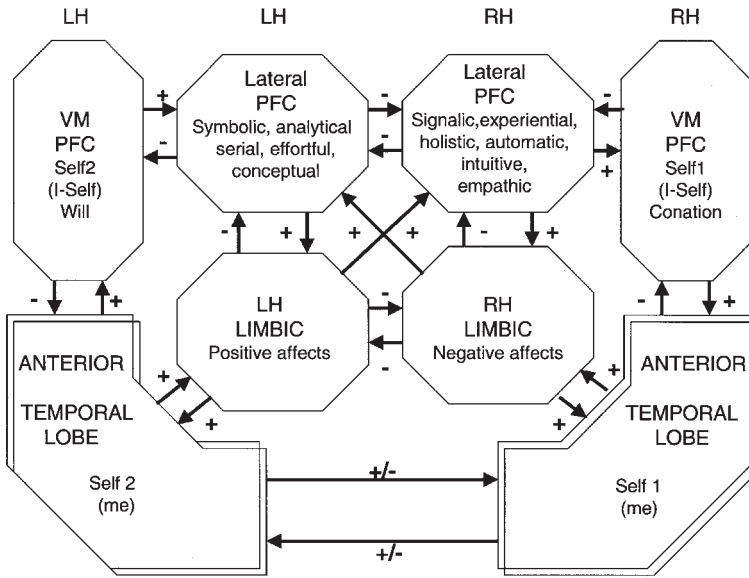 LH
LH
RH
RH
VM
PFC
Self2
(I-Self)
Will
+
-
Lateral
PFC
Symbolic, analytical
serial, effortful,
conceptual
-
-
Lateral
PFC
Signalic,experiential,
holistic, automatic,
intuitive,
empathic
-
+
VM
PFC
Self1
(I-Self)
Conation
-
+
+
+
-
+
-
+
LH
LIMBIC
Positive affects
-
-
RH
LIMBIC
Negative affects
-
+
ANTERIOR
TEMPORAL
LOBE
Self 2
(me)
+
+
+
+
ANTERIOR
TEMPORAL
LOBE
Self 1
(me)
+/-
+/-